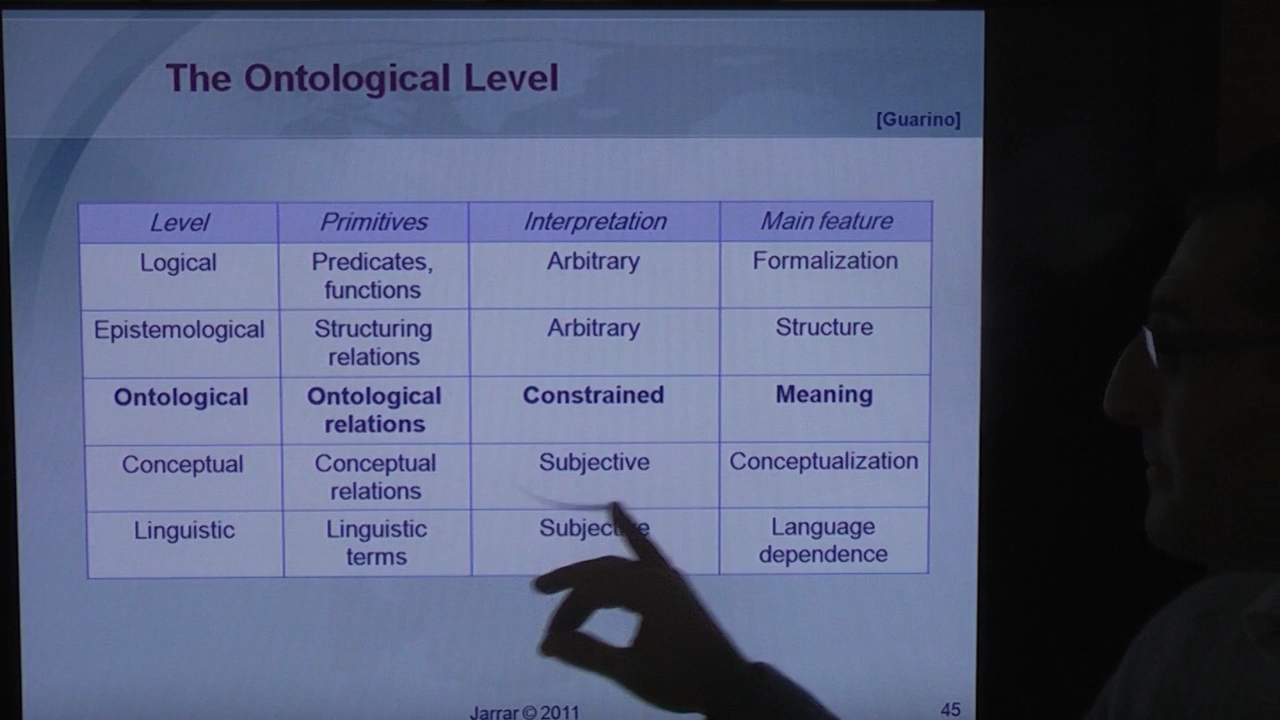 The Ontological Level
[Guarino]
Level Primitives Interpretation Main feature
Logical Predicates, functions Arbitrary Formalization
Epistemological Structuring relations Arbitrary Structure
Ontological Ontological relations Constrained Meaning
Conceptual Conceptual relations Subjective Conceptualization
Linguistic Linguistic terms Subjective Language dependence
Jarrar © 2011
45